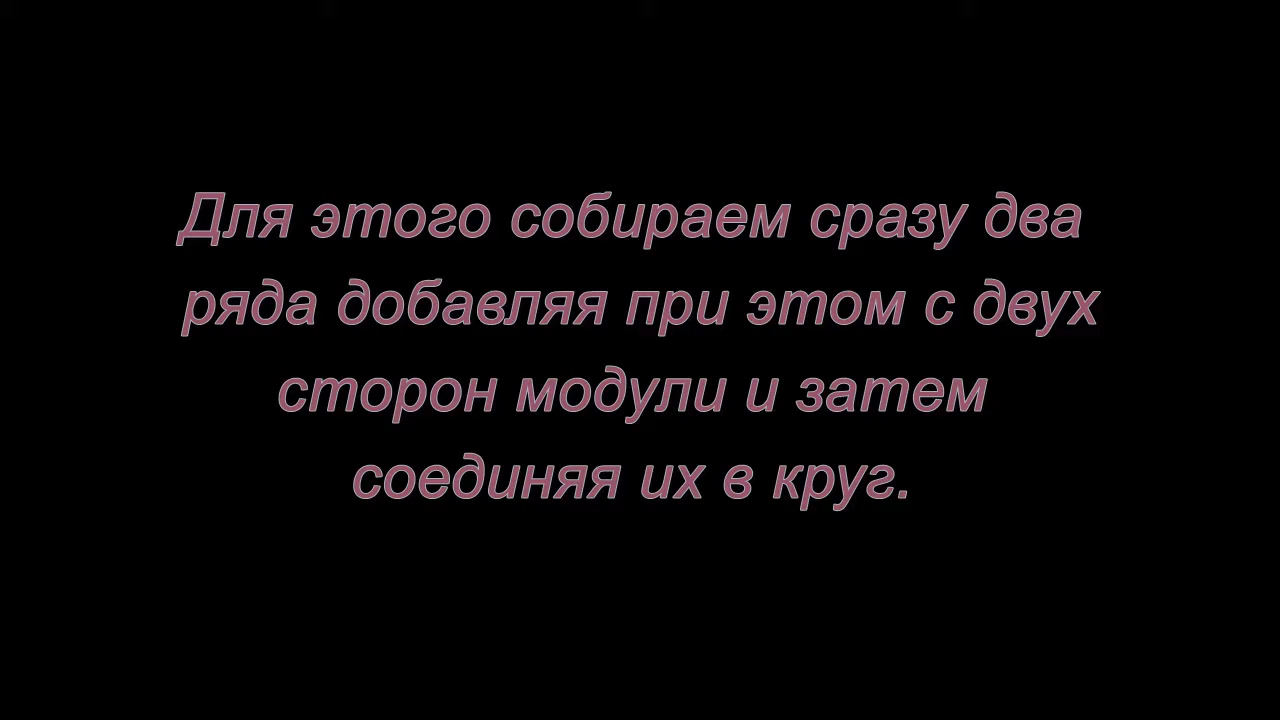 Для этого собираем сразу два
ряда добавляя при этом с двух
сторон модули и затем
соединяя их в круг.